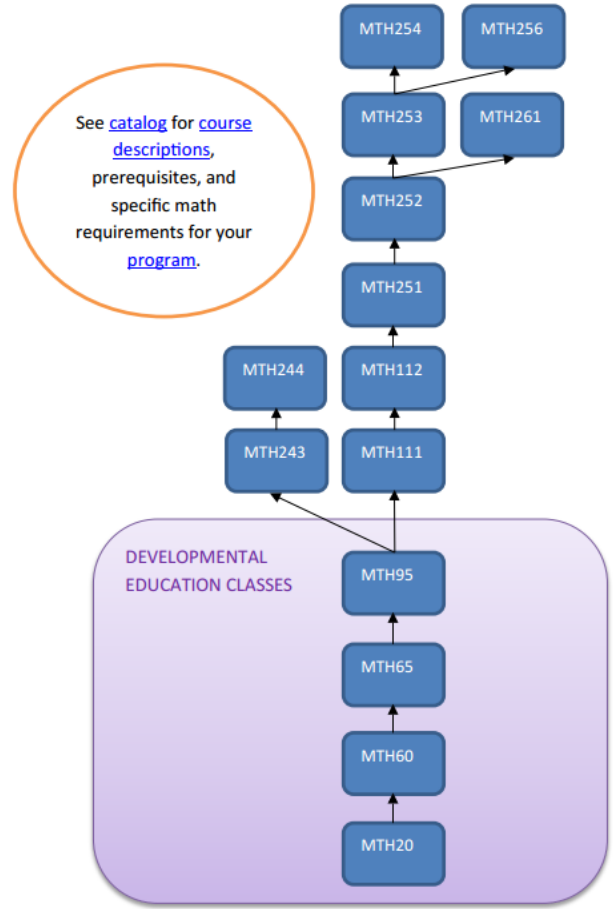 MTH254
MTH256
MTH253
MTH261
See catalog for course
descriptions,
prerequisites, and
specific math
requirements for your
program.
MTH252
MTH251
MTH244
MTH112
MTH243
MTH111
DEVELOPMENTAL
EDUCATION CLASSES
MTH95
MTH65
MTH60
MTH20